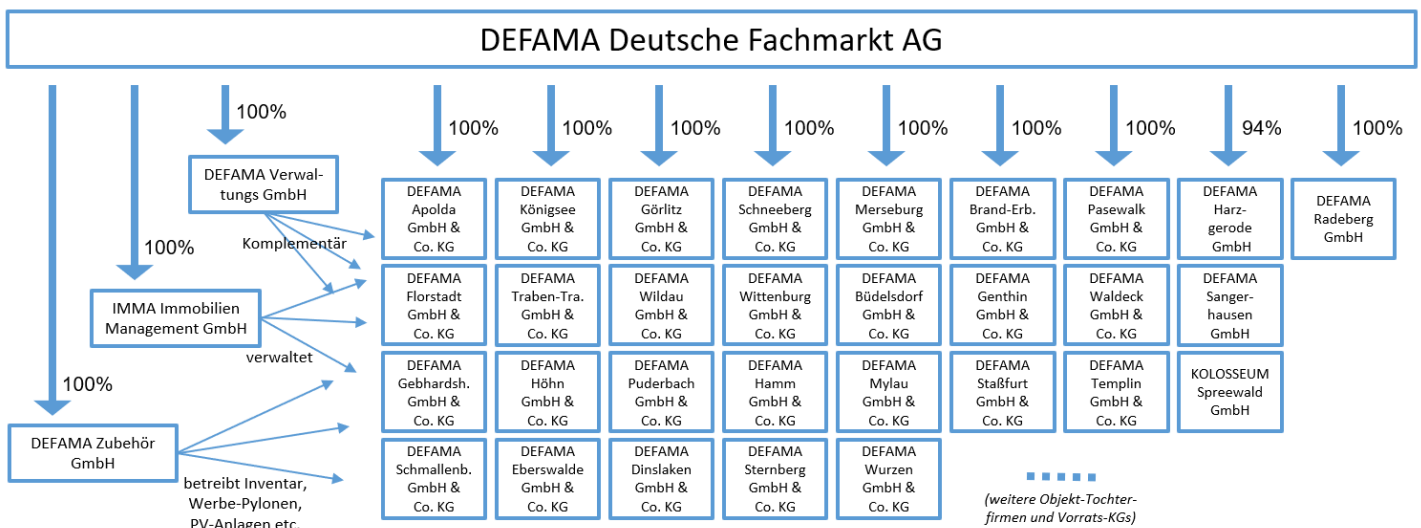 DEFAMA Deutsche Fachmarkt AG
100%
100%
100%
100%
100%
100%
100%
100%
94%
100%
DEFAMA Verwal-
tungs GmbH
Komplementär
100%
IMMA Immobilien
Management GmbH
verwaltet
100%
DEFAMA Zubehör
GmbH
betreibt Inventar,
Werbe-Pylonen,
PV-Anlagen etc.
DEFAMA
Apolda
GmbH &
Co. KG
DEFAMA
Königsee
GmbH &
Co. KG
DEFAMA
Görlitz
GmbH &
Co. KG
DEFAMA
Schneeberg
GmbH &
Co. KG
DEFAMA
Merseburg
GmbH &
Co. KG
DEFAMA
Brand-Erb.
GmbH &
Co. KG
DEFAMA
Pasewalk
GmbH &
Co. KG
DEFAMA
Harz-
gerode
GmbH
DEFAMA
Radeberg
GmbH
DEFAMA
Florstadt
GmbH &
Co. KG
DEFAMA
Traben-Tra.
GmbH &
Co. KG
DEFAMA
Wildau
GmbH &
Co. KG
DEFAMA
Wittenburg
GmbH &
Co. KG
DEFAMA
Büdelsdorf
GmbH &
Co. KG
DEFAMA
Genthin
GmbH &
Co. KG
DEFAMA
Waldeck
GmbH &
Co. KG
DEFAMA
Sanger-
hausen
GmbH
DEFAMA
Gebhardsh.
GmbH &
Co. KG
DEFAMA
Höhn
GmbH &
Co. KG
DEFAMA
Puderbach
GmbH &
Co. KG
DEFAMA
Hamm
GmbH &
Co. KG
DEFAMA
Mylau
GmbH &
Co. KG
DEFAMA
Staßfurt
GmbH &
Co. KG
DEFAMA
Templin
GmbH &
Co. KG
KOLOSSEUM
Spreewald
GmbH
DEFAMA
Schmallenb.
GmbH &
Co. KG
DEFAMA
Eberswalde
GmbH &
Co. KG
DEFAMA
Dinslaken
GmbH &
Co. KG
DEFAMA
Sternberg
GmbH &
Co. KG
DEFAMA
Wurzen
GmbH &
Co. KG
(weitere Objekt-Tochter-
firmen und Vorrats-KGs)